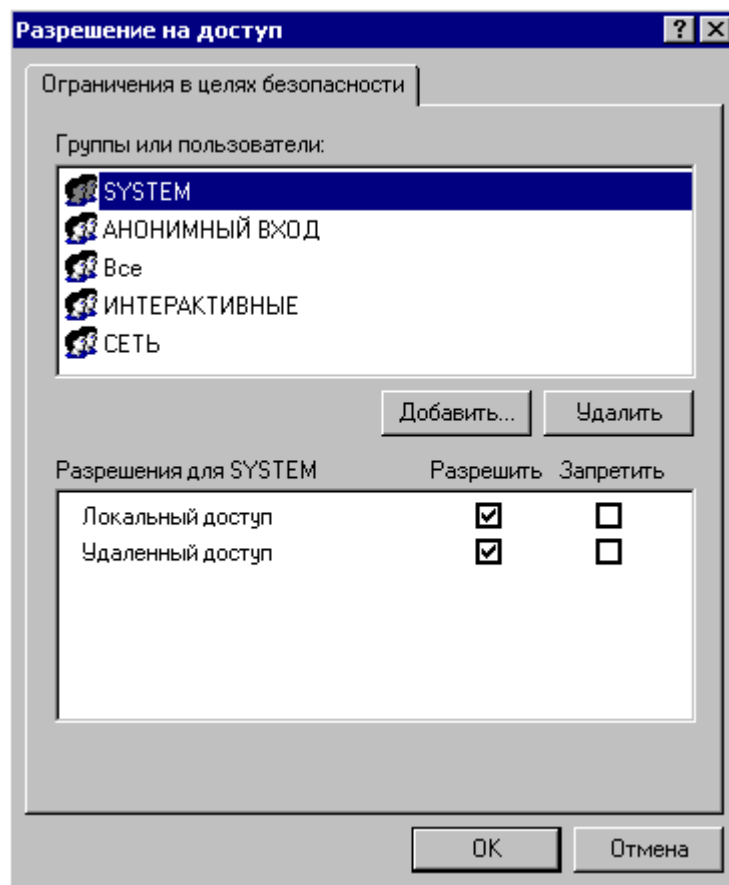 Разрешение на доступ
Ограничения в целях безопасности
Группы или пользователи:
SYSTEM
АНОНИМНЫЙ ВХОД
Все
ИНТЕРАКТИВНЫЕ
СЕТЬ
Добавить... Удалить
Разрешения для SYSTEM Разрешить Запретить
Локальный доступ
Удаленный доступ
OK Отмена